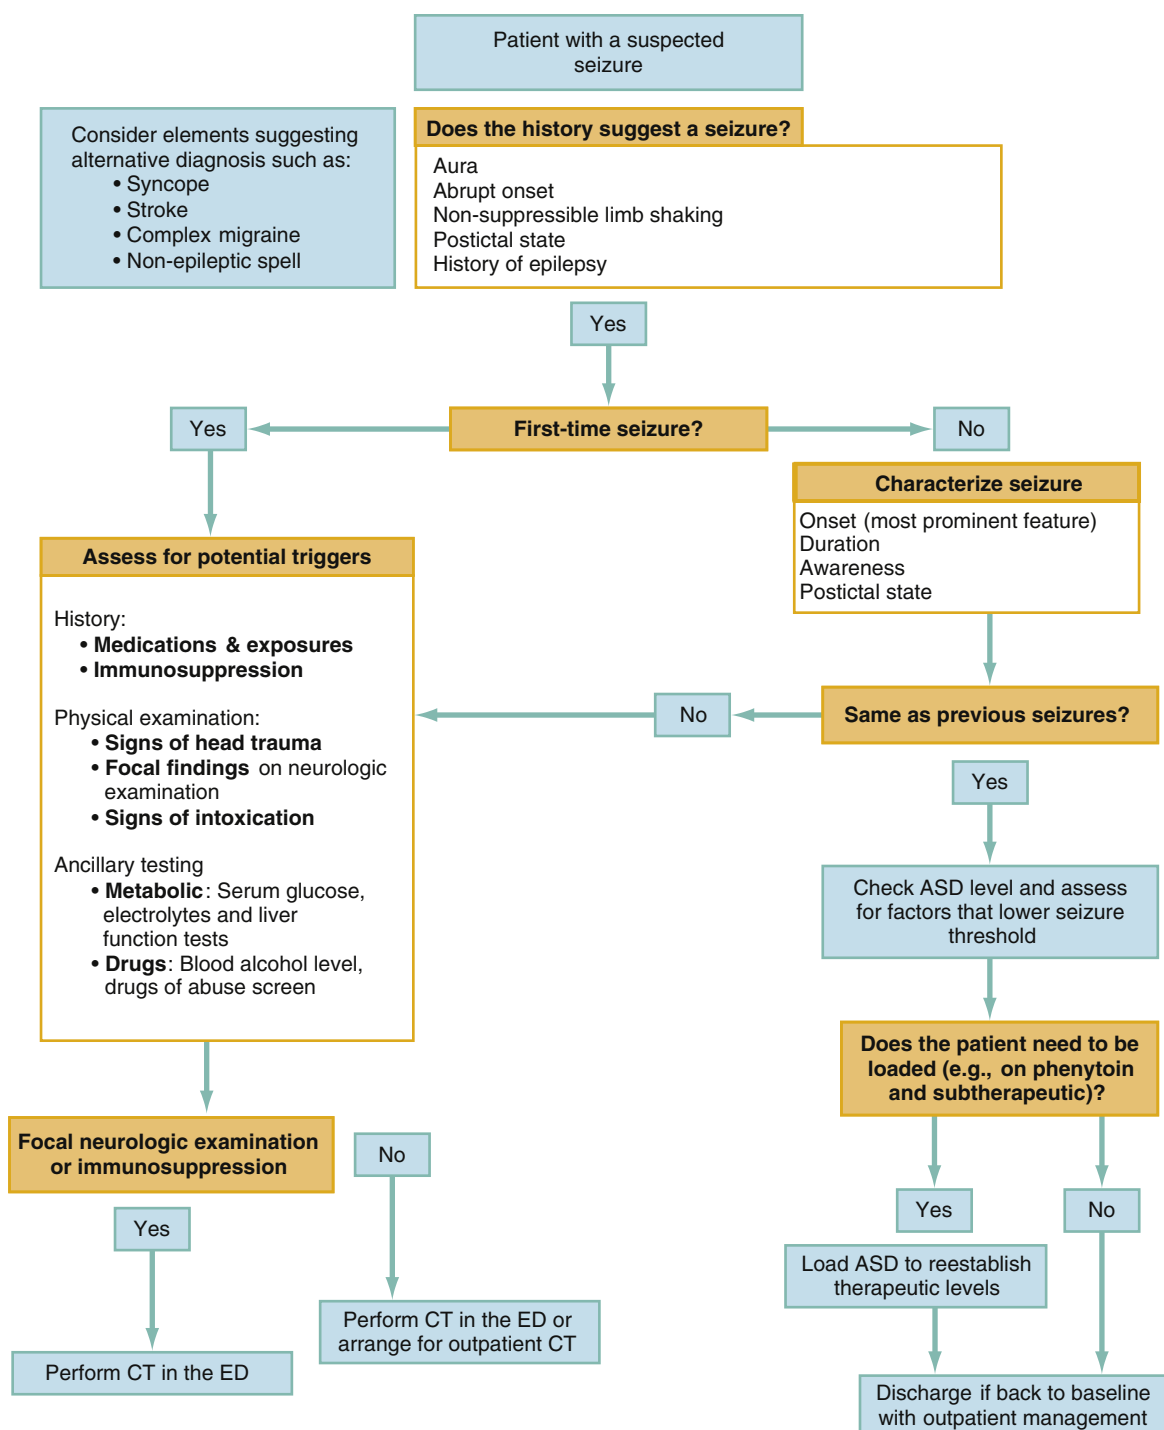 Patient with a suspected
seizure
Consider elements suggesting
alternative diagnosis such as:
• Syncope
• Stroke
• Complex migraine
• Non-epileptic spell
Does the history suggest a seizure?
Aura
Abrupt onset
Non-suppressible limb shaking
Postictal state
History of epilepsy
Yes
First-time seizure?
Yes
No
Characterize seizure
Onset (most prominent feature)
Duration
Awareness
Postictal state
Assess for potential triggers
History:
• Medications & exposures
• Immunosuppression
Physical examination:
• Signs of head trauma
• Focal findings on neurologic
examination
• Signs of intoxication
Ancillary testing
• Metabolic: Serum glucose,
electrolytes and liver
function tests
• Drugs: Blood alcohol level,
drugs of abuse screen
Same as previous seizures?
No
Yes
Check ASD level and assess
for factors that lower seizure
threshold
Does the patient need to be
loaded (e.g., on phenytoin
and subtherapeutic)?
Focal neurologic examination
or immunosuppression
No
Yes
Yes
No
Load ASD to reestablish
therapeutic levels
Perform CT in the ED or
arrange for outpatient CT
Perform CT in the ED
Discharge if back to baseline
with outpatient management